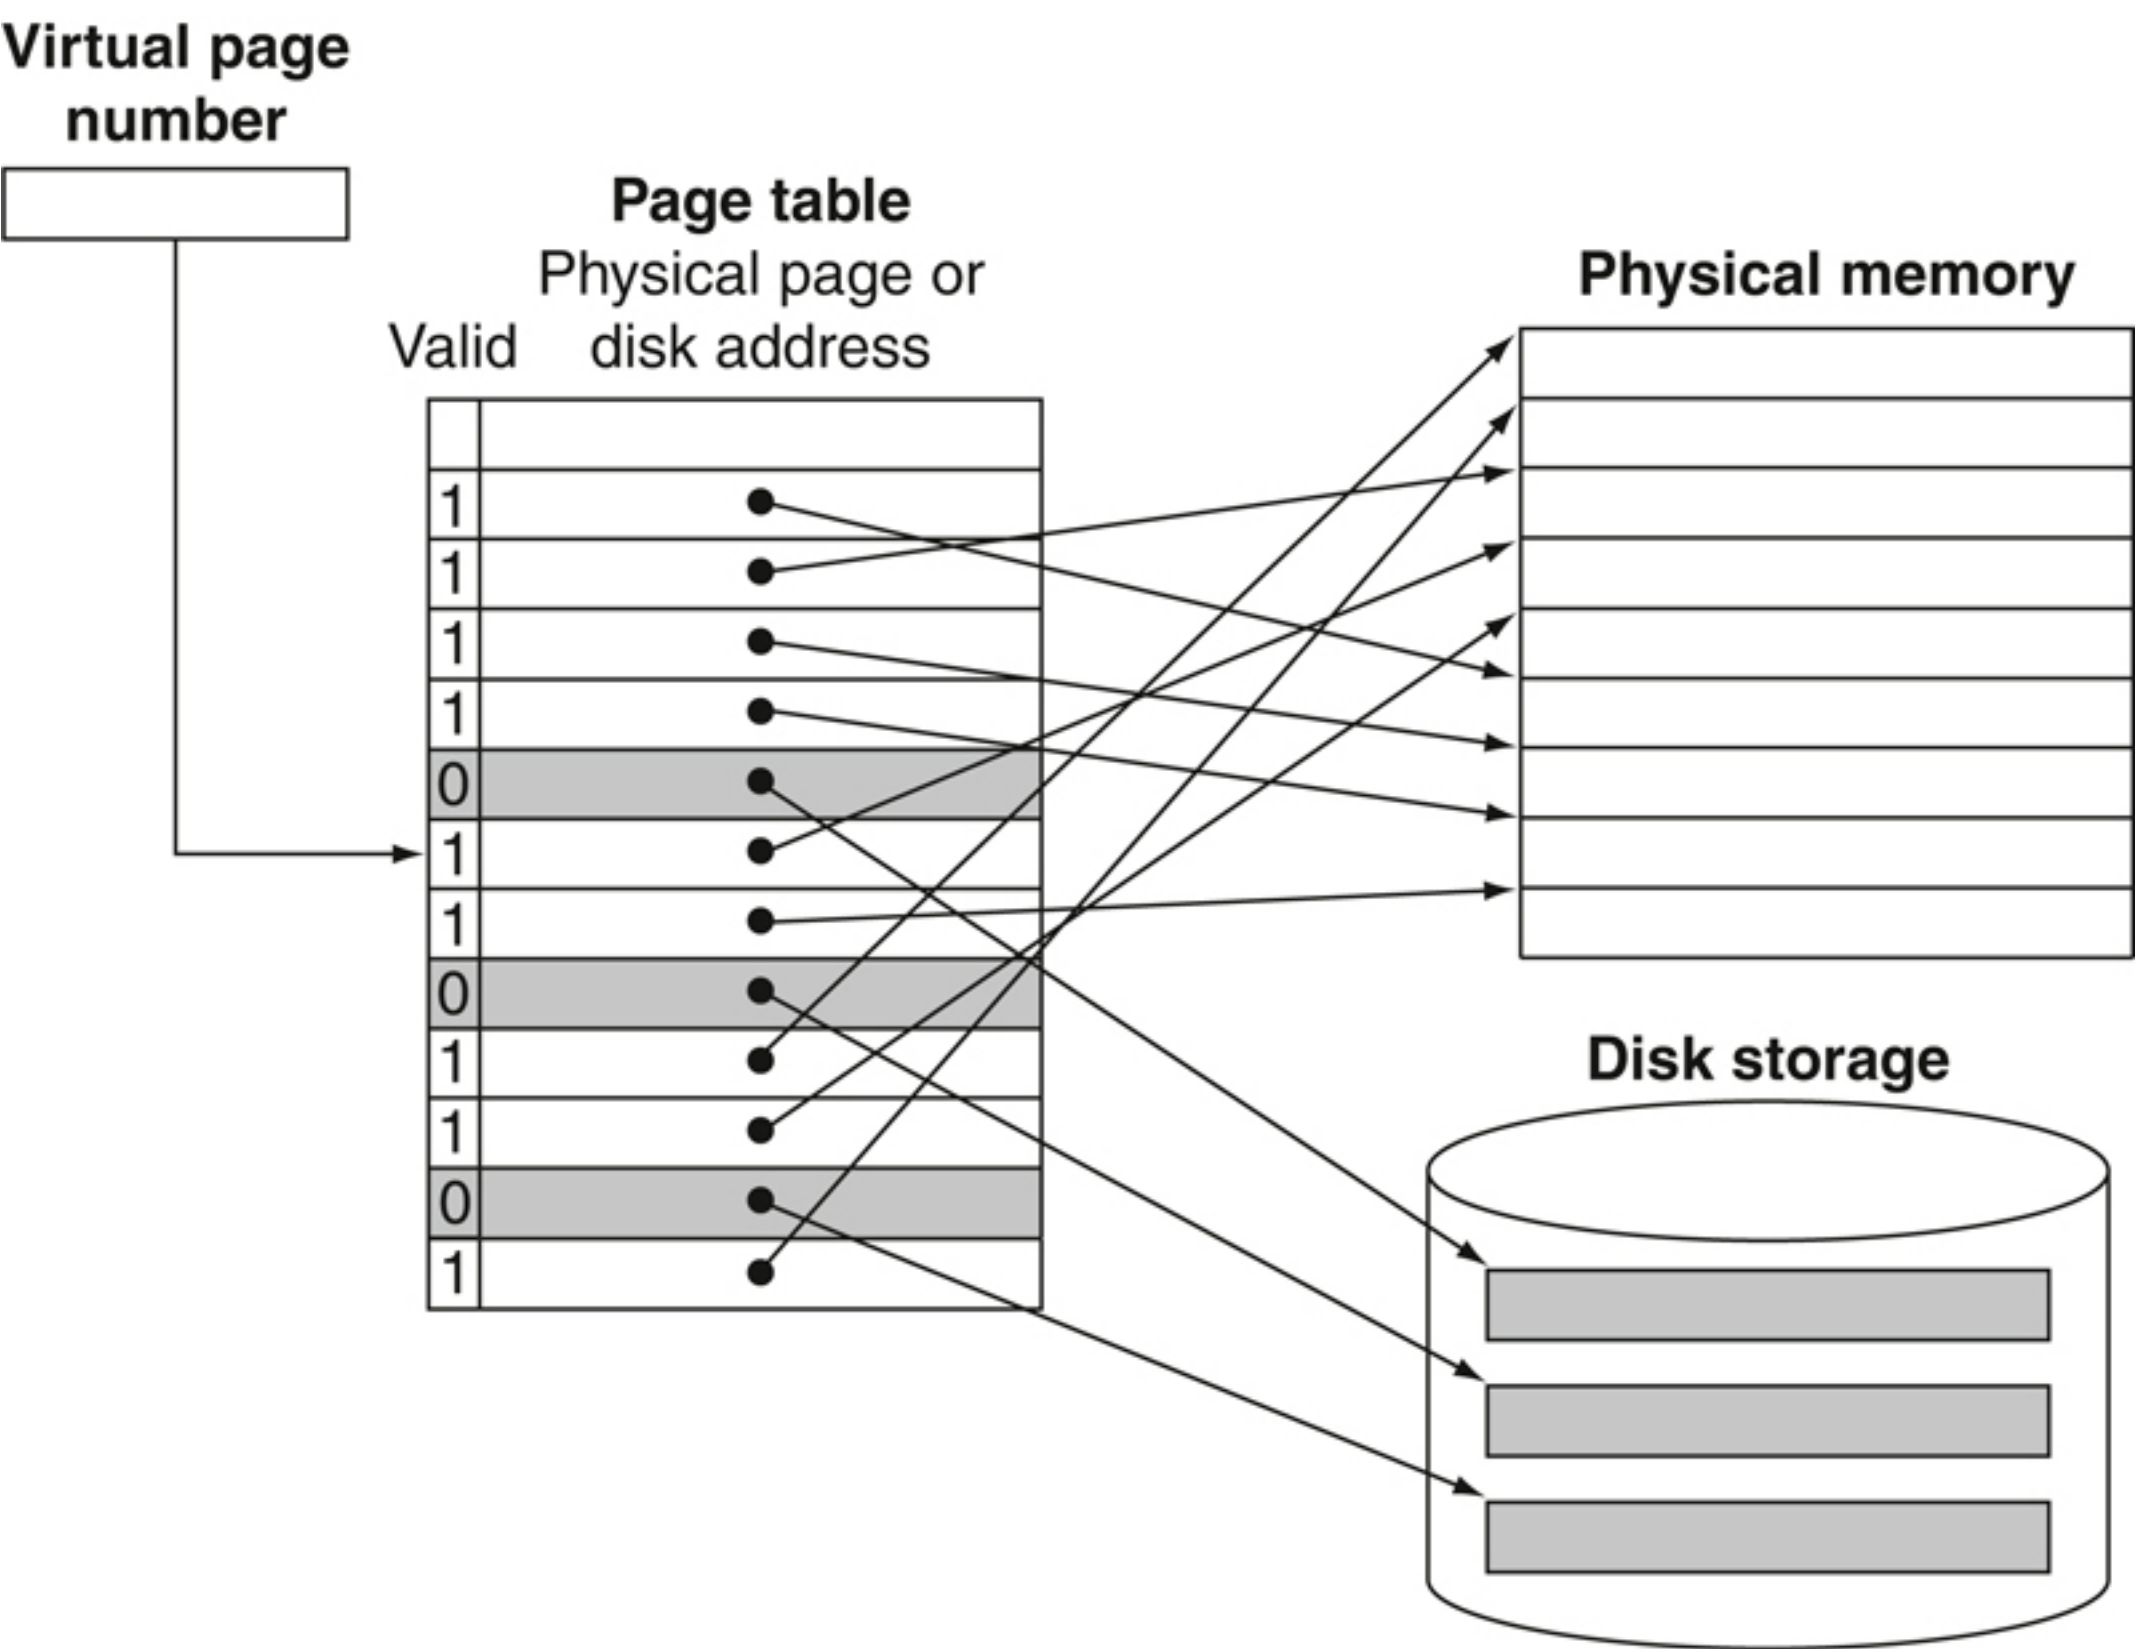 Virtual page
number
Page table
Physical page or
Valid disk address
Physical memory
1
1
1
1
0
1
1
0
1
1
0
1
Disk storage